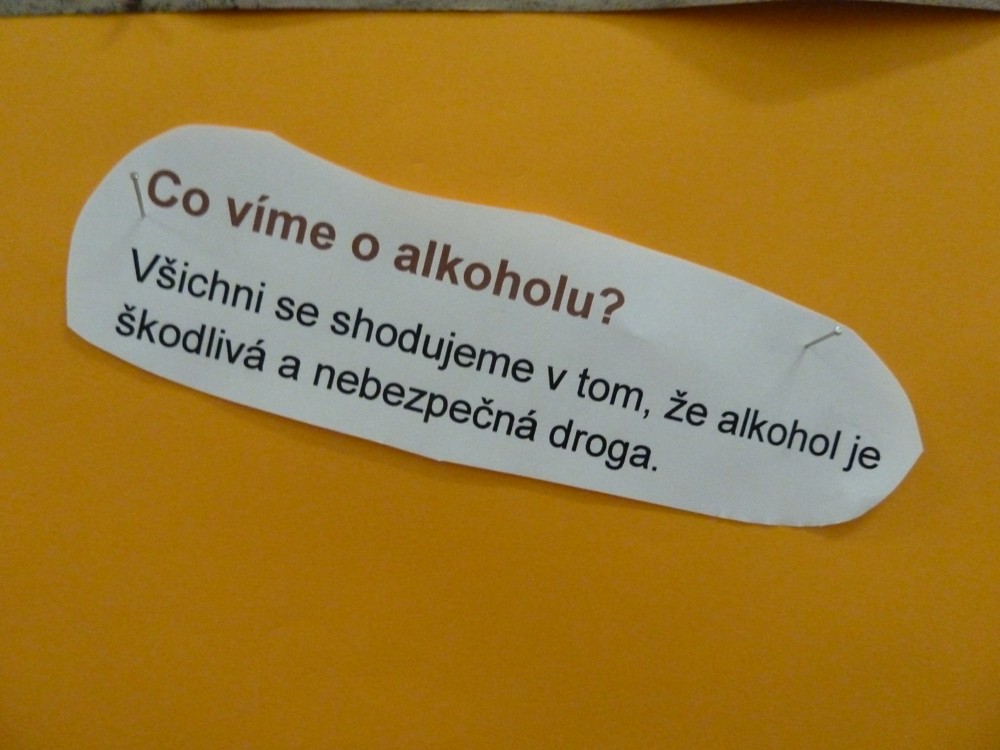 Co víme o alkoholu?
Všichni se shodujeme v tom, že alkohol je
škodlivá a nebezpečná droga.